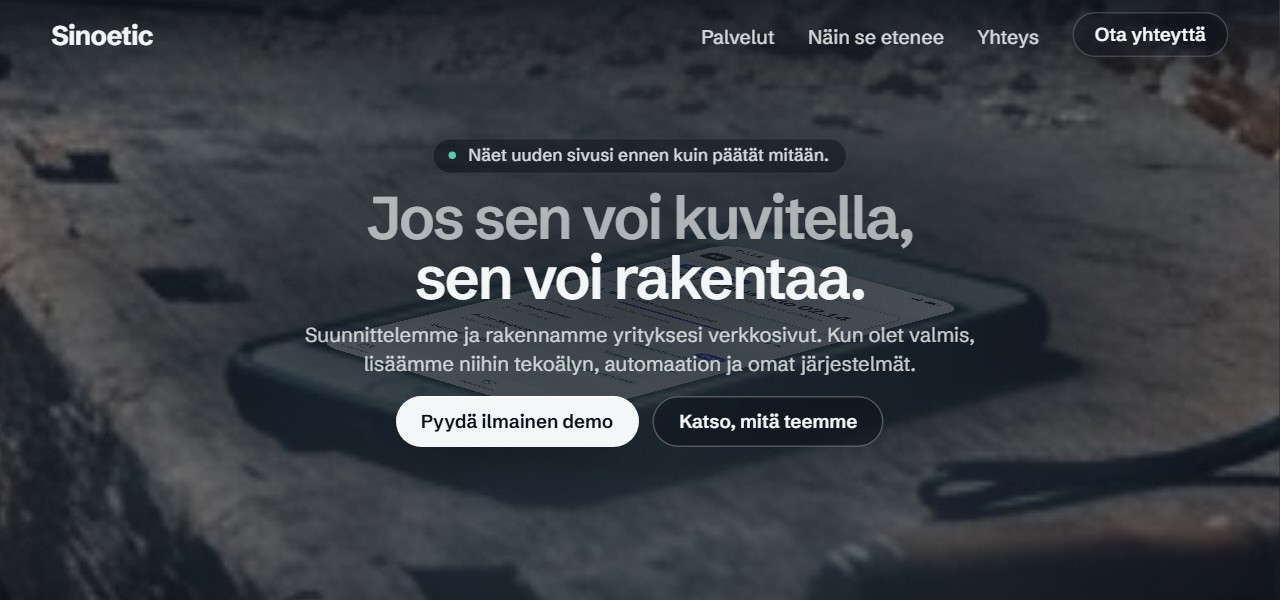 Sinoetic
Palvelut
Näin se etenee
Yhteys
Ota yhteyttä
Näet uuden sivusi ennen kuin päätät mitään.
Jos sen voi kuvitella,
sen voi rakentaa.
Suunnittelemme ja rakennamme yrityksesi verkkosivut. Kun olet valmis,
lisäämme niihin tekoälyn, automaation ja omat järjestelmät.
Pyydä ilmainen demo
Katso, mitä teemme